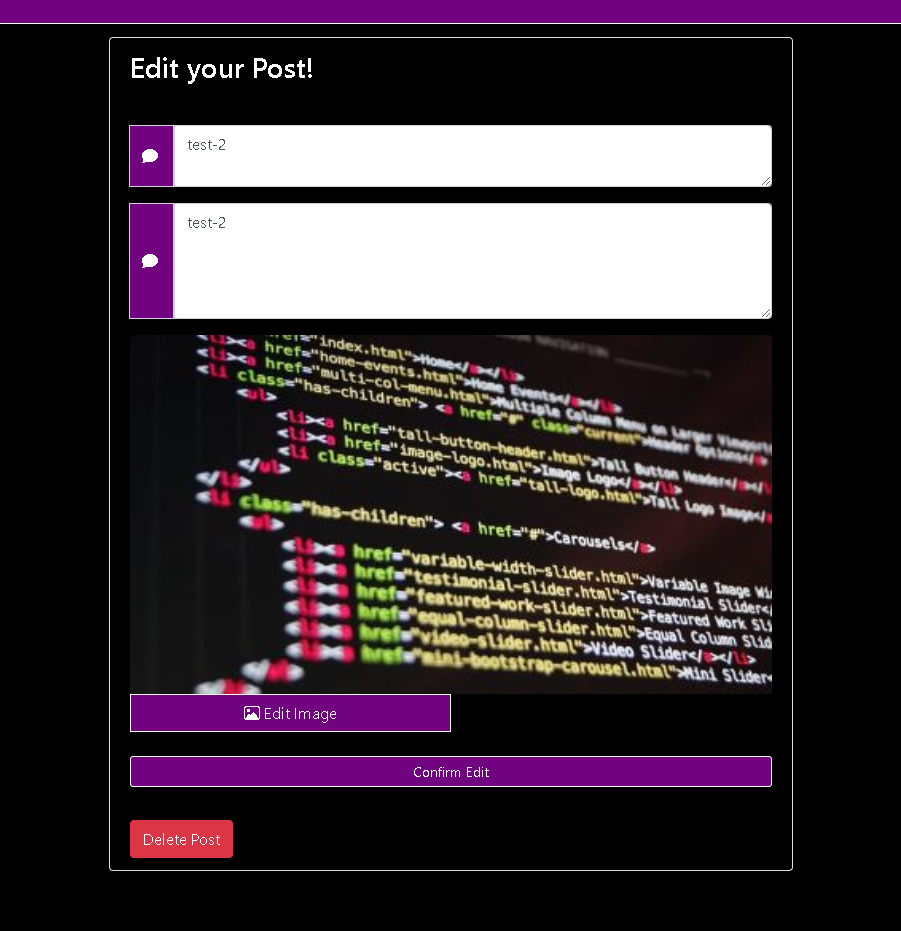 Edit your Post!
test-2
test-2
<li><a href="index.html">Home</a></li>
<li><a href="home-events.html">Home Events</a></li>
<li class="has-children"> <a href="#" class="current">Header Options</a>
href="multi-col-menu.html">Multiple Column Menu on Larger Viewport
<ul>
<li><a href="tall-button-header.html">Tall Button Header</a></li>
<li><a href="image-logo.html">Image Logo</a></li>
<li class="active"><a href="tall-logo.html">Tall Logo Image</a>
</ul>
</li>
<li class="has-children"> <a href="#">Carousels</a>
<ul>
<li><a href="variable-width-slider.html">Variable Image Wi
<li><a href="testimonial-slider.html">Testimonial Slider</
<li><a href="featured-work-slider.html">Featured Work Sli
<li><a href="equal-column-slider.html">Equal Column Slid
<li><a href="video-slider.html">Video Slider</a></li>
<li><a href="mini-bootstrap-carousel.html">Mini Slider<
</ul>
</li>
Edit Image
Confirm Edit
Delete Post